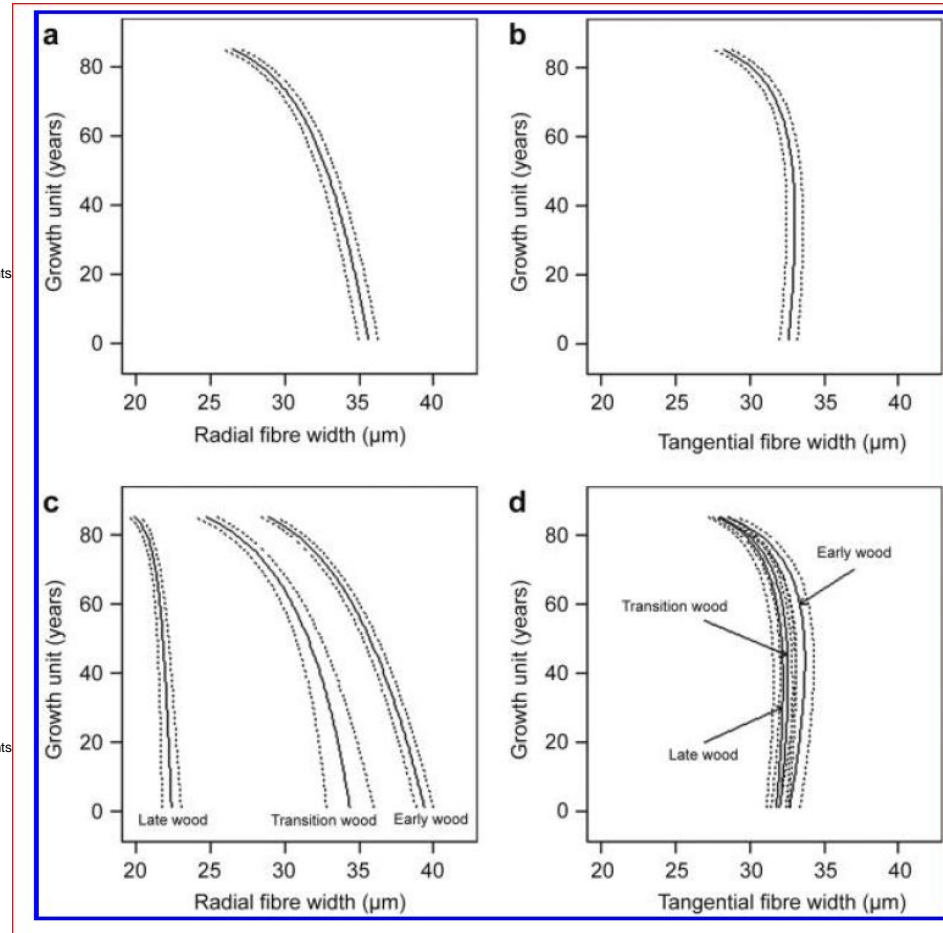 a
80
60
40
20
0
Growth unit (years)
20 25 30 35 40
Radial fibre width (µm)
b
80
60
40
20
0
Growth unit (years)
20 25 30 35 40
Tangential fibre width (µm)
c
80
60
40
20
0
Growth unit (years)
Late wood
Transition wood
Early wood
20 25 30 35 40
Radial fibre width (µm)
d
80
60
40
20
0
Growth unit (years)
Early wood
Transition wood
Late wood
20 25 30 35 40
Tangential fibre width (µm)